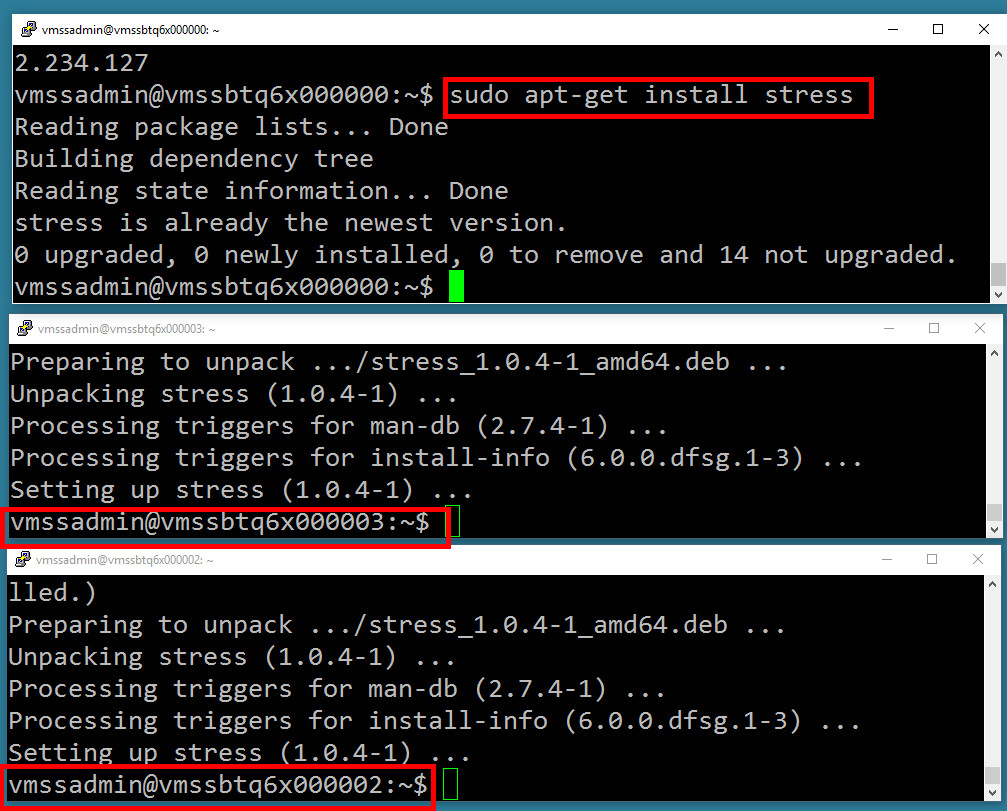 vmssadmin@vmssbtq6x000000: ~
2.234.127
vmssadmin@vmssbtq6x000000:~$ sudo apt-get install stress
Reading package lists... Done
Building dependency tree
Reading state information... Done
stress is already the newest version.
0 upgraded, 0 newly installed, 0 to remove and 14 not upgraded.
vmssadmin@vmssbtq6x000000:~$
vmssadmin@vmssbtq6x000003: ~
Preparing to unpack .../stress_1.0.4-1_amd64.deb ...
Unpacking stress (1.0.4-1) ...
Processing triggers for man-db (2.7.4-1) ...
Processing triggers for install-info (6.0.0.dfsg.1-3) ...
Setting up stress (1.0.4-1) ...
vmssadmin@vmssbtq6x000003:~$
vmssadmin@vmssbtq6x000002: ~
lled.)
Preparing to unpack .../stress_1.0.4-1_amd64.deb ...
Unpacking stress (1.0.4-1) ...
Processing triggers for man-db (2.7.4-1) ...
Processing triggers for install-info (6.0.0.dfsg.1-3) ...
Setting up stress (1.0.4-1) ...
vmssadmin@vmssbtq6x000002:~$